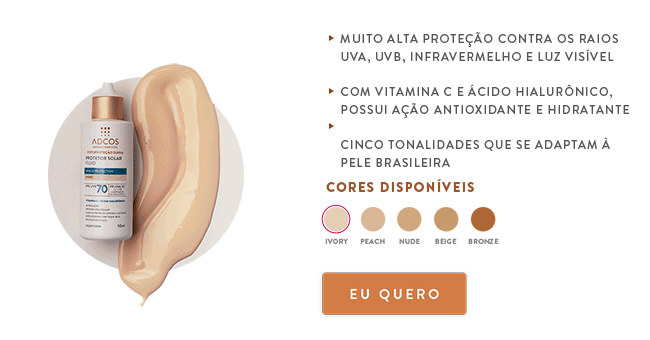 ADCOS
PROTETOR SOLAR
FLUID
70
MUITO ALTA PROTEÇÃO CONTRA OS RAIOS
UVA, UVB, INFRAVERMELHO E LUZ VISÍVEL
COM VITAMINA C E ÁCIDO HIALURÔNICO,
POSSUI AÇÃO ANTIOXIDANTE E HIDRATANTE
CINCO TONALIDADES QUE SE ADAPTAM À
PELE BRASILEIRA
CORES DISPONÍVEIS
IVORY PEACH NUDE BEIGE BRONZE
EU QUERO